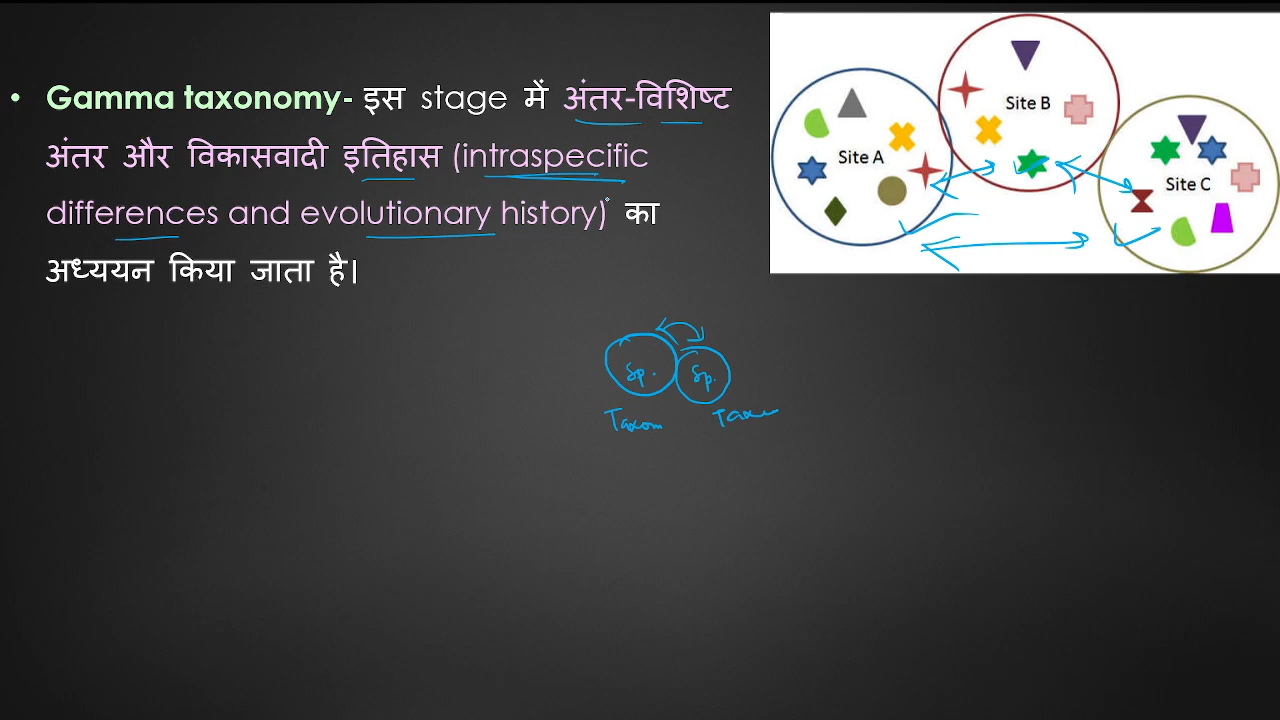 • Gamma taxonomy- इस stage में अंतर-विशिष्ट
अंतर और विकासवादी इतिहास (intraspecific
differences and evolutionary history) का
अध्ययन किया जाता है।
Site A
Site B
Site C
Sp. Sp.
Taxom